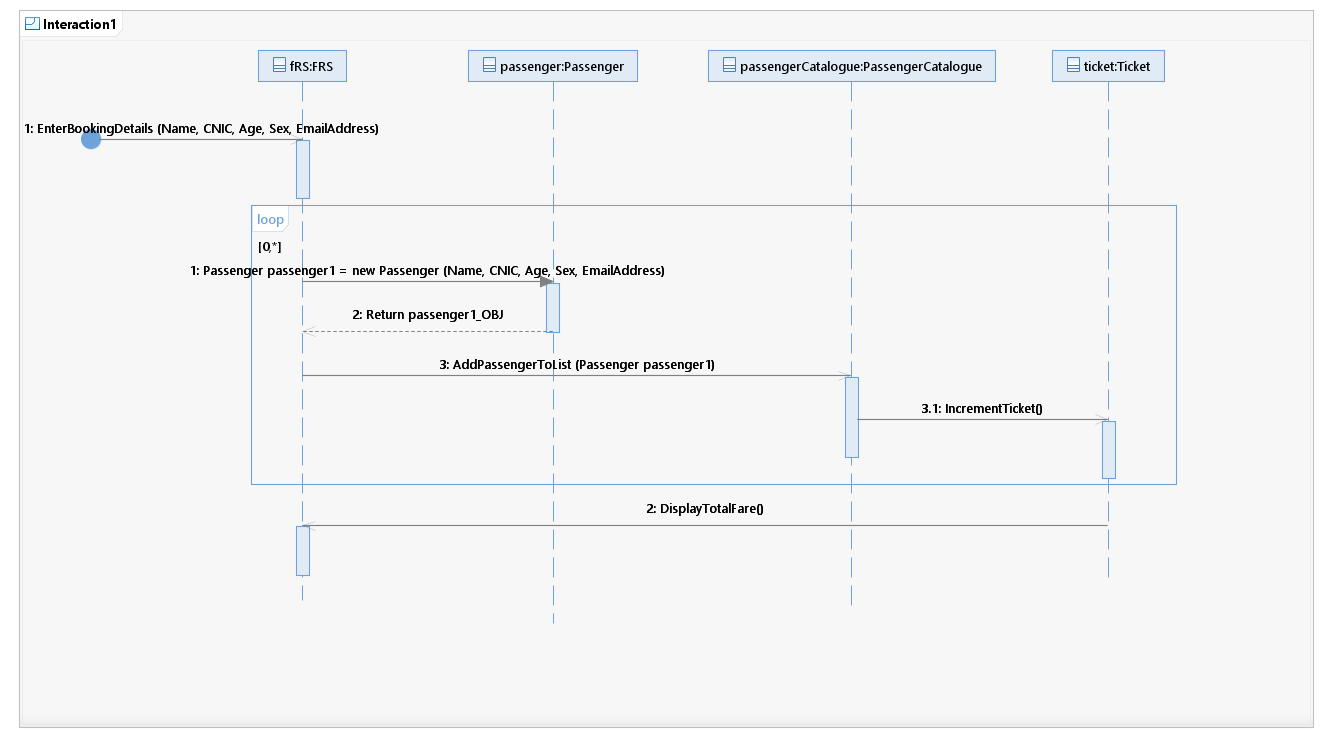 Interaction1
fRS:FRS
passenger:Passenger
passengerCatalogue:PassengerCatalogue
ticket:Ticket
1: EnterBookingDetails (Name, CNIC, Age, Sex, EmailAddress)
loop
[0,*]
1: Passenger passenger1 = new Passenger (Name, CNIC, Age, Sex, EmailAddress)
2: Return passenger1_OBJ
3: AddPassengerToList (Passenger passenger1)
3.1: IncrementTicket()
2: DisplayTotalFare()